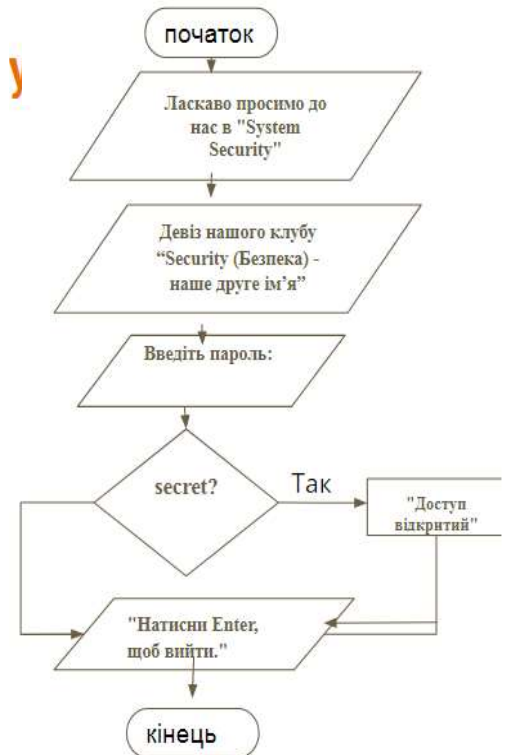 початок
у
Ласкаво просимо до
нас в "System
Security"
Девіз нашого клубу
“Security (Безпека) -
наше друге ім’я”
Введіть пароль:
secret?
Так
"Доступ
відкритий"
"Натисни Enter,
щоб вийти."
кінець